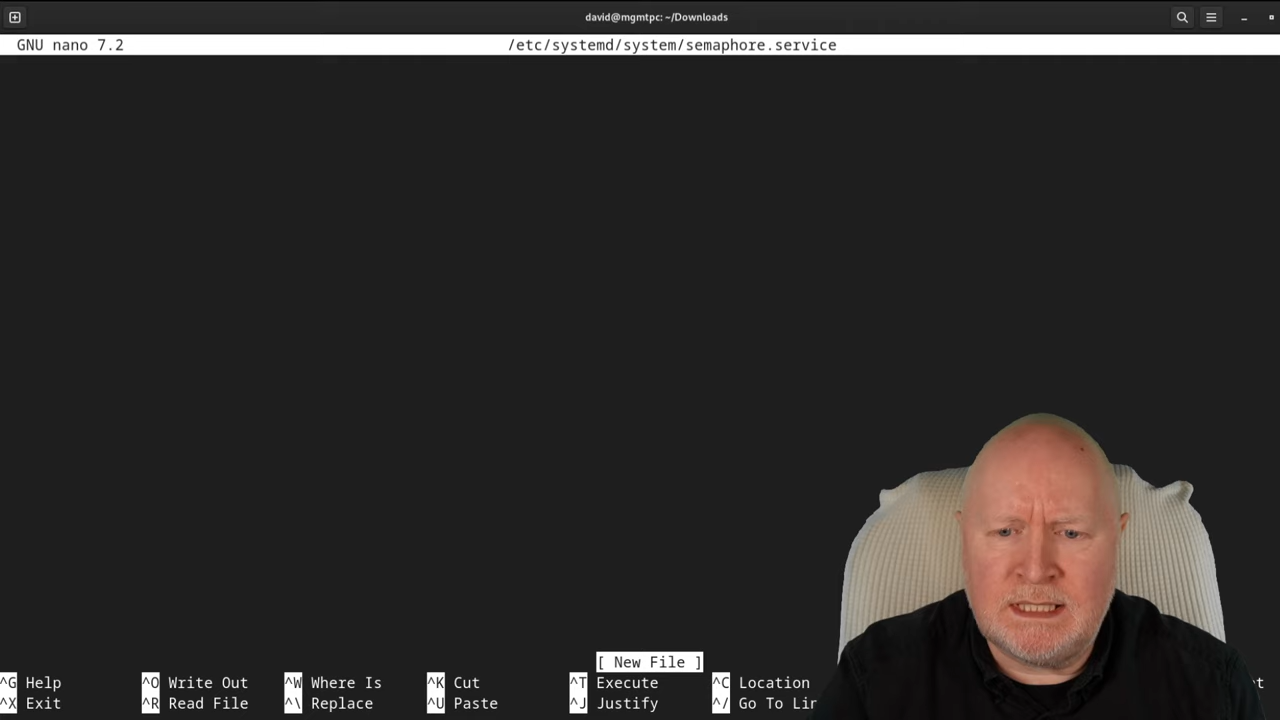 david@mgmtpc: ~/Downloads
GNU nano 7.2 /etc/systemd/system/semaphore.service
[ New File ]
^G Help ^O Write Out ^W Where Is ^K Cut ^T Execute ^C Location
^X Exit ^R Read File ^\ Replace ^U Paste ^J Justify ^/ Go To